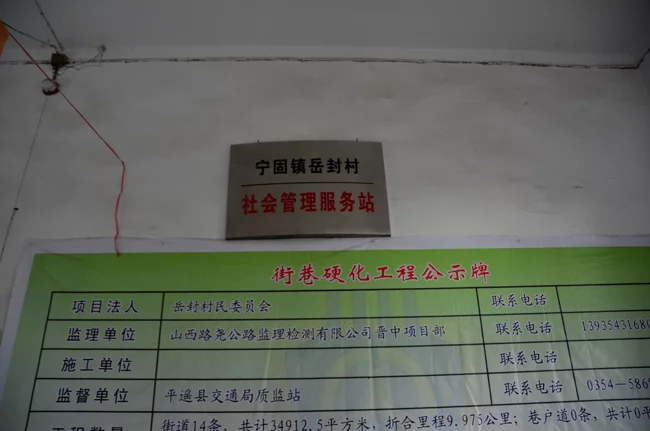 宁固镇岳封村
社会管理服务站
街巷硬化工程公示牌
项目法人 岳封村民委员会 联系电话
监理单位 山西路尧公路监理检测有限公司晋中项目部 联系电话 1393543168
施工单位 联系电话
监督单位 平遥县交通局质监站 联系电话 0354—586
工程数量 街道14条，共计34912.5平方米，折合里程9.975公里；巷户道0条，共计0平